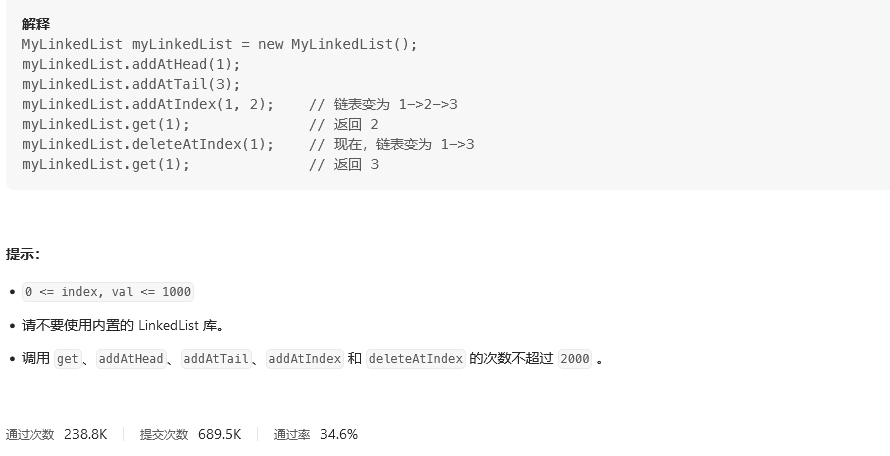 解释
MyLinkedList myLinkedList = new MyLinkedList();
myLinkedList.addAtHead(1);
myLinkedList.addAtTail(3);
myLinkedList.addAtIndex(1, 2);    // 链表变为 1->2->3
myLinkedList.get(1);              // 返回 2
myLinkedList.deleteAtIndex(1);    // 现在，链表变为 1->3
myLinkedList.get(1);              // 返回 3
提示：
• 0 <= index, val <= 1000
• 请不要使用内置的 LinkedList 库。
• 调用 get、addAtHead、addAtTail、addAtIndex 和 deleteAtIndex 的次数不超过 2000 。
通过次数 238.8K 提交次数 689.5K 通过率 34.6%